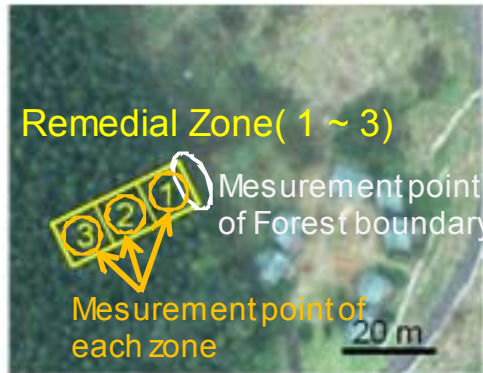 Remedial Zone( 1 ~ 3)
1
Mesurement point
of Forest boundary
2
3
Mesurement point of
each zone
20 m